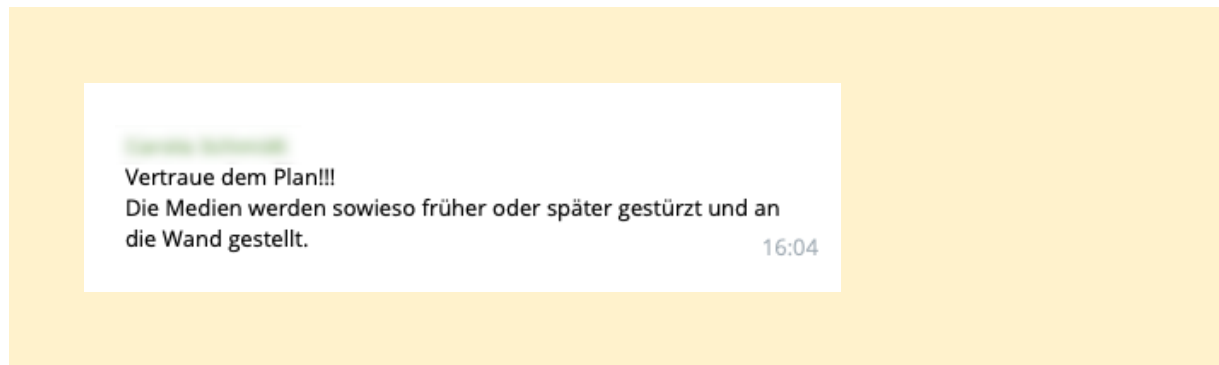 Vertraue dem Plan!!!
Die Medien werden sowieso früher oder später gestürzt und an
die Wand gestellt.
16:04